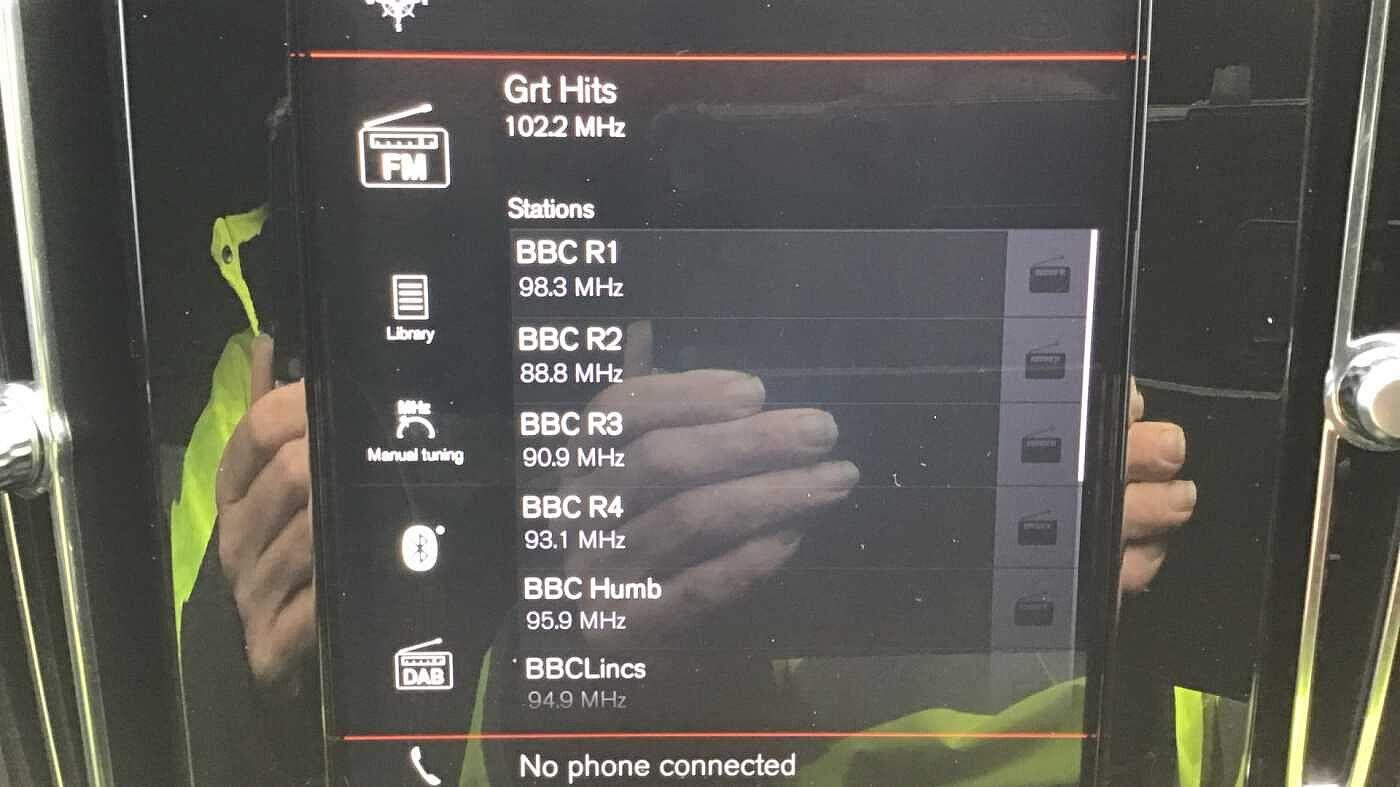 Grt Hits
102.2 MHz
FM
Stations
BBC R1
98.3 MHz
Library
BBC R2
88.8 MHz
MHz
Manual tuning
BBC R3
90.9 MHz
BBC R4
93.1 MHz
BBC Humb
95.9 MHz
DAB
BBCLincs
94.9 MHz
No phone connected